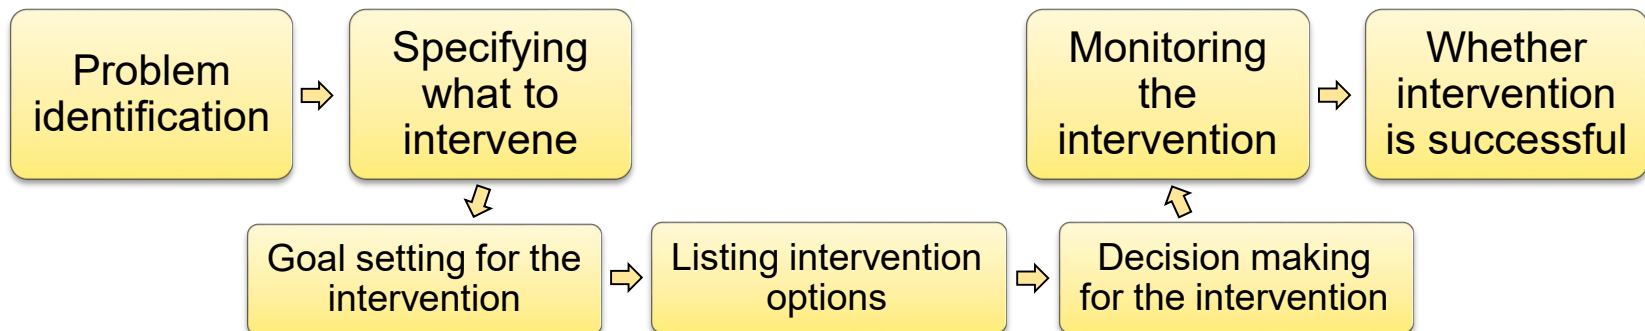 Problem
identification
Specifying
what to
intervene
Goal setting for the
intervention
Listing intervention
options
Decision making
for the intervention
Monitoring
the
intervention
Whether
intervention
is successful